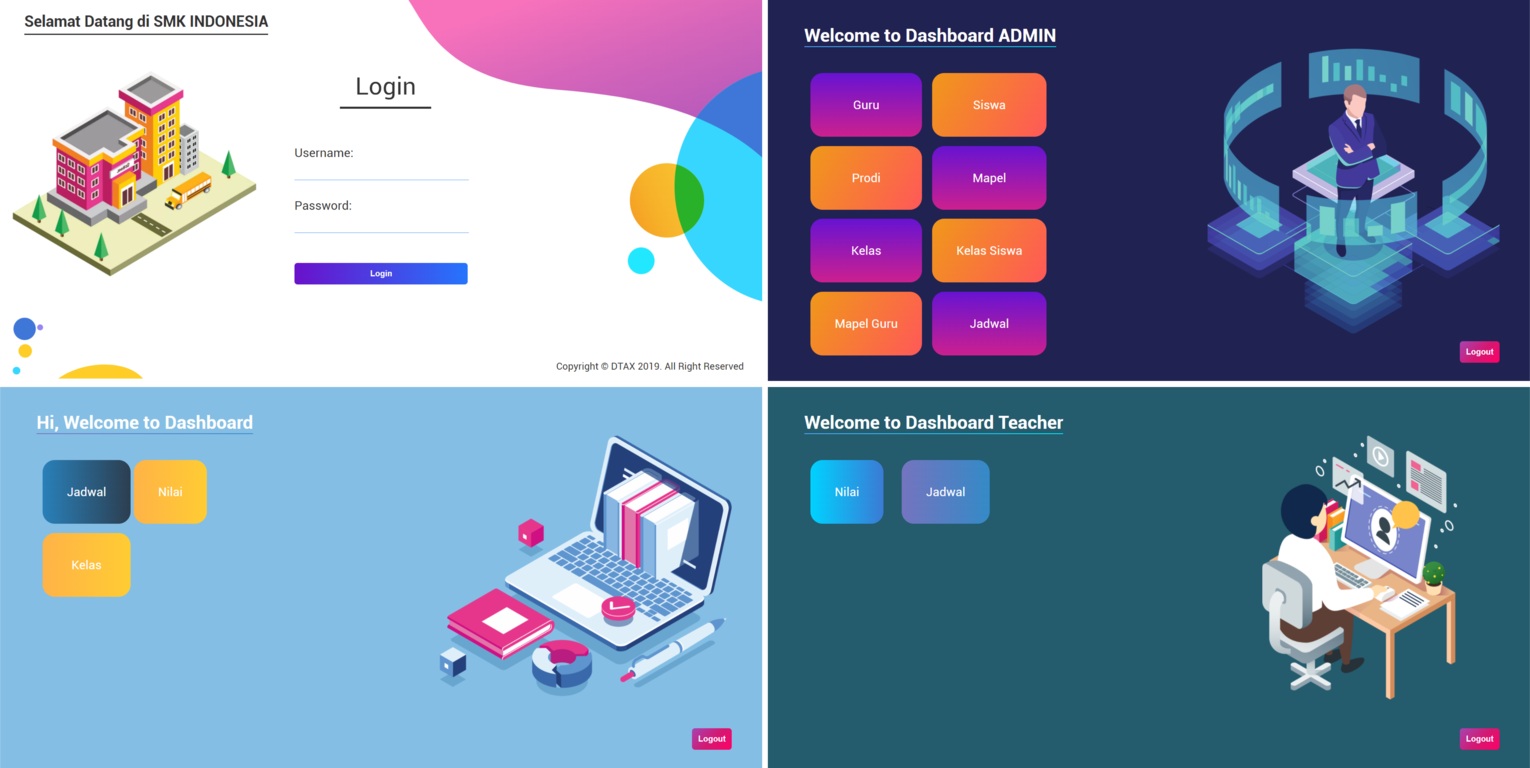 Selamat Datang di SMK INDONESIA
Login
Username:
Password:
Login
Copyright © DTAX 2019. All Right Reserved
Welcome to Dashboard ADMIN
Guru
Siswa
Prodi
Mapel
Kelas
Kelas Siswa
Mapel Guru
Jadwal
Logout
Hi, Welcome to Dashboard
Jadwal
Nilai
Kelas
Logout
Welcome to Dashboard Teacher
Nilai
Jadwal
Logout